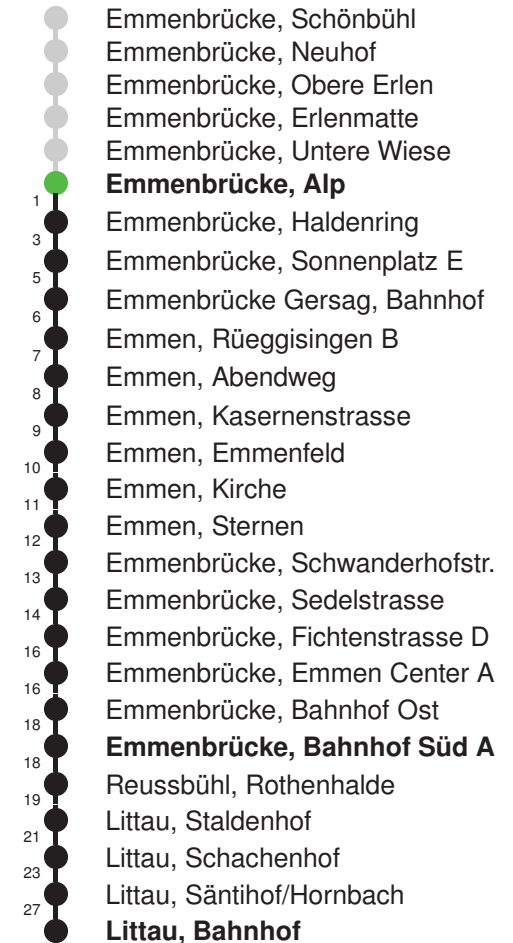 Emmenbrücke, Schönbühl
Emmenbrücke, Neuhof
Emmenbrücke, Obere Erlen
Emmenbrücke, Erlenmatte
Emmenbrücke, Untere Wiese
Emmenbrücke, Alp
1
Emmenbrücke, Haldenring
3
Emmenbrücke, Sonnenplatz E
5
Emmenbrücke Gersag, Bahnhof
6
Emmen, Rüeggisingen B
7
Emmen, Abendweg
8
Emmen, Kasernenstrasse
9
Emmen, Emmenfeld
10
Emmen, Kirche
11
Emmen, Sternen
12
Emmenbrücke, Schwanderhofstr.
13
Emmenbrücke, Sedelstrasse
14
Emmenbrücke, Fichtenstrasse D
16
Emmenbrücke, Emmen Center A
16
Emmenbrücke, Bahnhof Ost
18
Emmenbrücke, Bahnhof Süd A
18
Reussbühl, Rothenhalde
19
Littau, Staldenhof
21
Littau, Schachenhof
23
Littau, Säntihof/Hornbach
27
Littau, Bahnhof